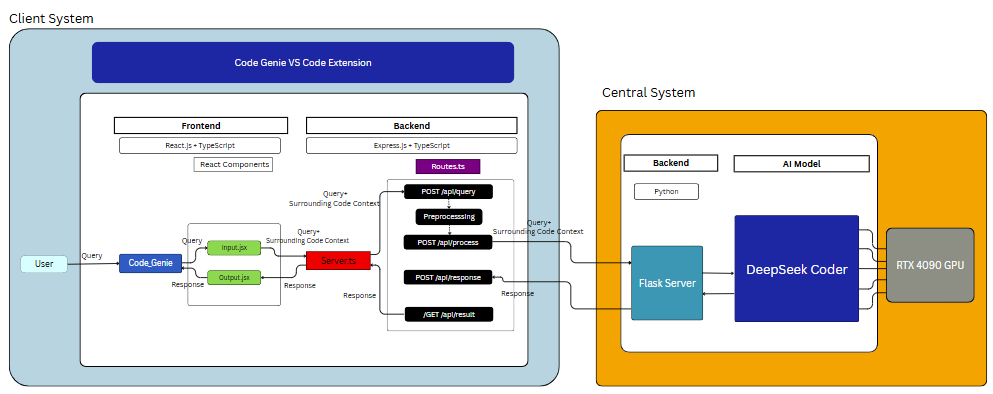 Client System
Code Genie VS Code Extension
Central System
Frontend
Backend
React.js + TypeScript
Express.js + TypeScript
React Components
Routes.ts
Backend
AI Model
Python
Query+
Surrounding Code Context
POST /api/query
Preprocesssing
POST /api/process
POST /api/response
/GET /api/result
Query+
Surrounding Code Context
Query+
Surrounding Code Context
User
Query
Code_Genie
Query
Input.jsx
Output.jsx
Response
Response
Server.ts
Response
Response
Flask Server
DeepSeek Coder
RTX 4090 GPU